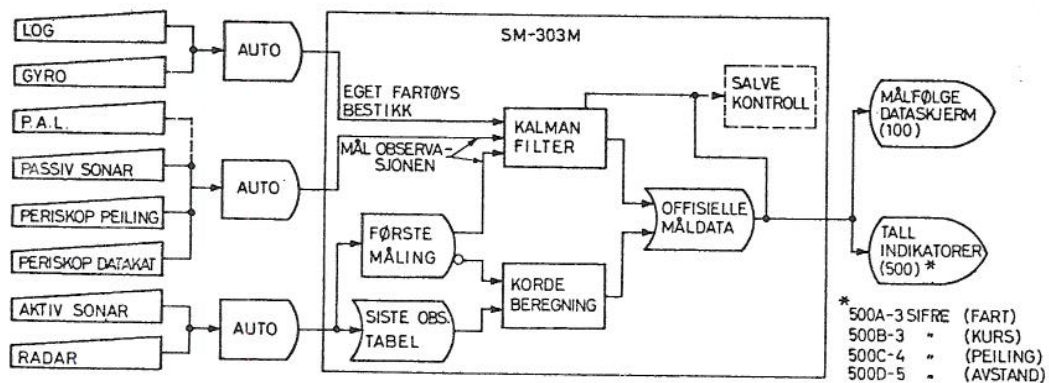 LOG
GYRO
P.A.L.
PASSIV SONAR
PERISKOP PEILING
PERISKOP DATAKAT
AKTIV SONAR
RADAR
AUTO
AUTO
AUTO
SM-303M
EGET FARTØYS
BESTIKK
MÅL OBSERVA-
SJONEN
KALMAN
FILTER
SALVE
KONTROLL
FØRSTE
MÅLING
SISTE OBS.
TABEL
KORDE
BEREGNING
OFFISIELLE
MÅLDATA
MÅLFØLGE
DATASKJERM
(100)
TALL
INDIKATORER
(500) *
* 500A-3 SIFRE (FART)
500B-3 " (KURS)
500C-4 " (PEILING)
500D-5 " (AVSTAND)